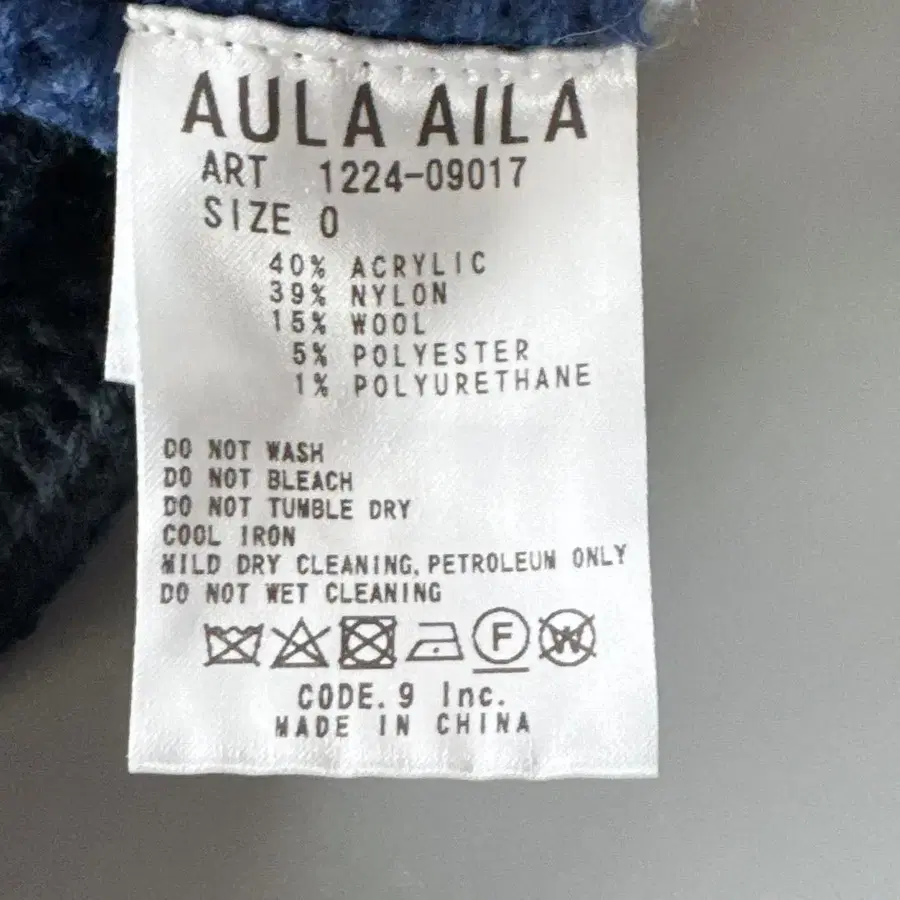 AULA AILA
ART 1224-09017
SIZE 0
40% ACRYLIC
39% NYLON
15% WOOL
5% POLYESTER
1% POLYURETHANE
DO NOT WASH
DO NOT BLEACH
DO NOT TUMBLE DRY
COOL IRON
MILD DRY CLEANING, PETROLEUM ONLY
DO NOT WET CLEANING
F W
CODE.9 Inc.
MADE IN CHINA